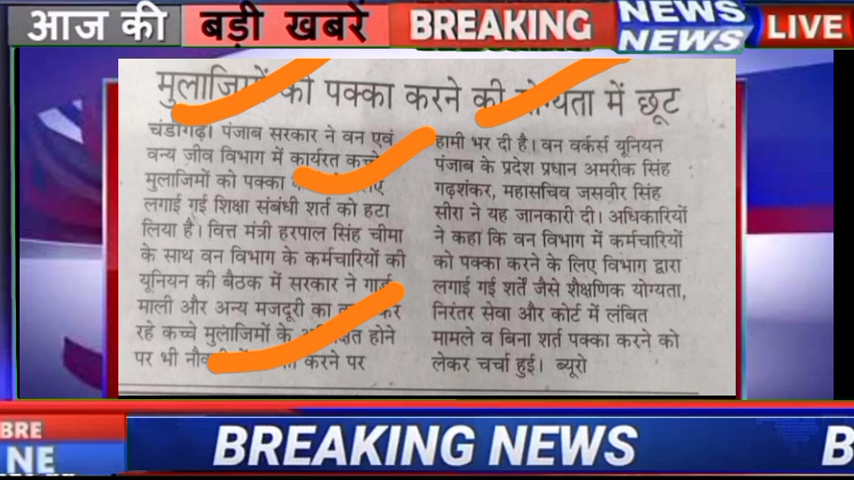 आज की
बड़ी खबरें
BREAKING
NEWS
NEWS
LIVE
मुलाजिमों को पक्का करने की में छूट
चंडीगढ़। पंजाब सरकार ने वन एवं
वन्य जीव विभाग में कार्यरत कच्चे
मुलाजिमों को पक्का
लगाई गई शिक्षा संबंधी शर्त को हटा
लिया है। वित्त मंत्री हरपाल सिंह चीमा
के साथ वन विभाग के कर्मचारियों की
यूनियन की बैठक में सरकार ने गार्ड,
माली और अन्य मजदूरी का कर
रहे कच्चे मुलाजिमों के होने
पर भी करने पर
हामी भर दी है। वन वर्कर्स यूनियन
पंजाब के प्रदेश प्रधान अमरीक सिंह
गढ़शंकर, महासचिव जसवीर सिंह
सीरा ने यह जानकारी दी। अधिकारियों
ने कहा कि वन विभाग में कर्मचारियों
को पक्का करने के लिए विभाग द्वारा
लगाई गई शर्तें जैसे शैक्षणिक योग्यता,
निरंतर सेवा और कोर्ट में लंबित
मामले व बिना शर्त पक्का करने को
लेकर चर्चा हुई। ब्यूरो
BRE
NE
BREAKING NEWS
B